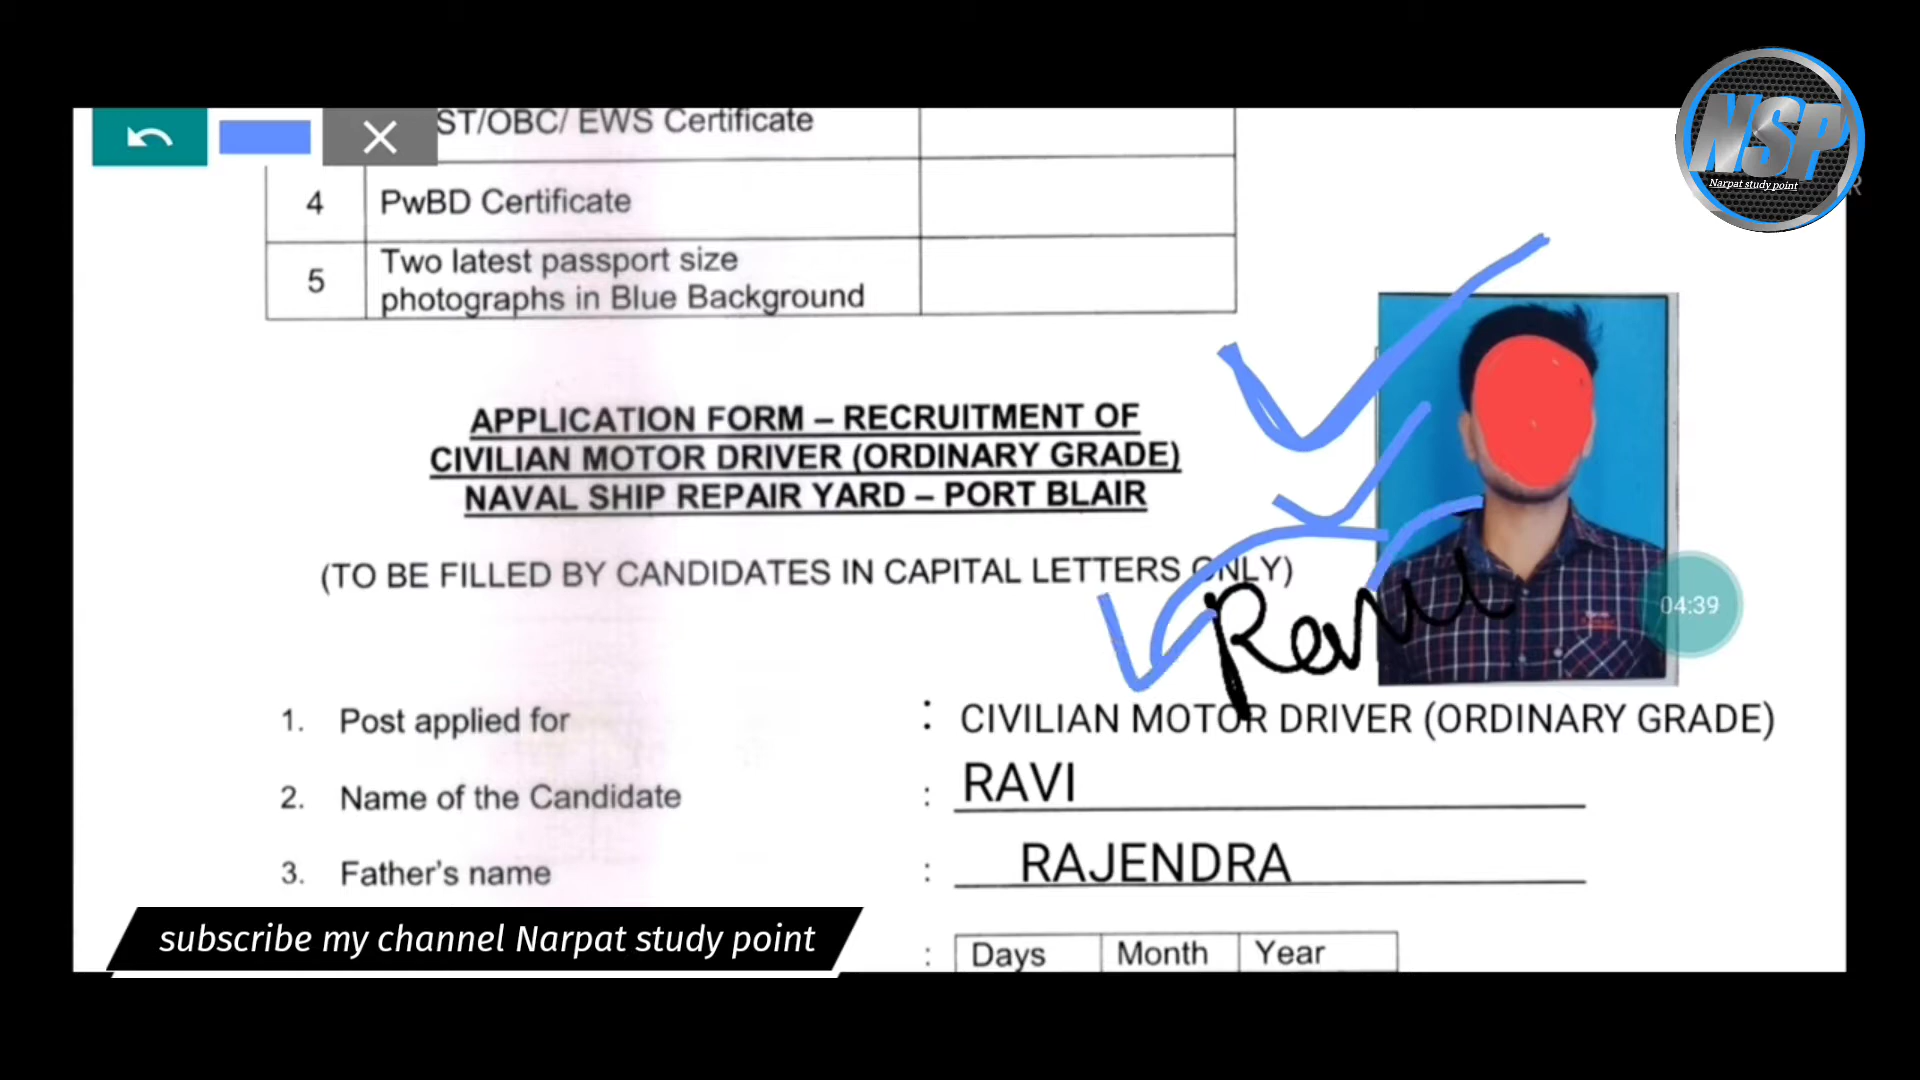 ST/OBC/ EWS Certificate
4 PwBD Certificate
5 Two latest passport size
photographs in Blue Background
NSP
Narpat study point
R
APPLICATION FORM – RECRUITMENT OF
CIVILIAN MOTOR DRIVER (ORDINARY GRADE)
NAVAL SHIP REPAIR YARD – PORT BLAIR
(TO BE FILLED BY CANDIDATES IN CAPITAL LETTERS ONLY)
Ravi
04:39
1. Post applied for : CIVILIAN MOTOR DRIVER (ORDINARY GRADE)
2. Name of the Candidate : RAVI
3. Father's name : RAJENDRA
subscribe my channel Narpat study point
: Days Month Year